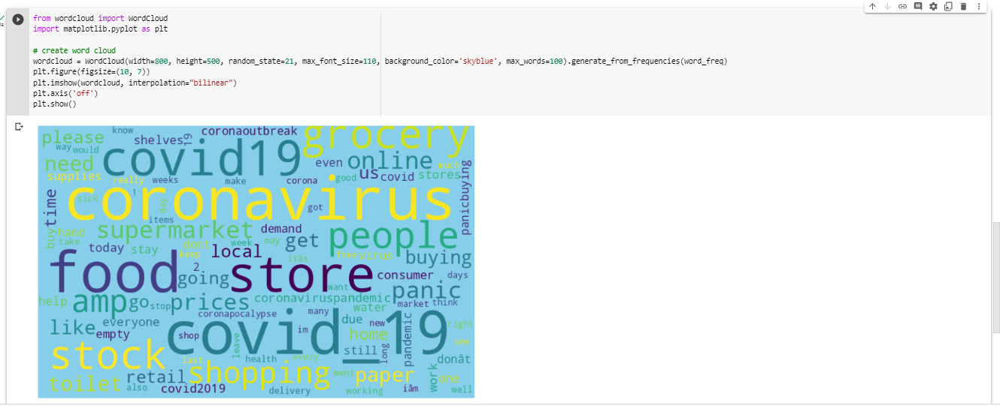 from wordcloud import WordCloud
import matplotlib.pyplot as plt
# create word cloud
wordcloud = WordCloud(width=800, height=500, random_state=21, max_font_size=110, background_color='skyblue', max_words=100).generate_from_frequencies(word_freq)
plt.figure(figsize=(10, 7))
plt.imshow(wordcloud, interpolation="bilinear")
plt.axis('off')
plt.show()
please
know
shelves
19
coronaoutbreak
grocery
way
would
covid19
need
even
online
much
supplies
really
weeks
make
corona
good
us
covid
stores
panicbuying
time
sick
coronavirus
1
day
got
items
buy
hand
supermarket
demand
people
take
today
stay
dont
week
may
get
keep
local
itâs
free
virus
buying
food
2
going
store
consumer
days
want
panic
help
amp
go
stop
prices
coronaviruspandemic
water
market
think
coronapocalypse
many
like
everyone
empty
covid_19
shop
im
due
new
home
pandemic
right
see
stock
leave
still
long
last
health
every
donât
toilet
retail
shopping
went
paper
work
one
also
covid2019
delivery
working
iâm
well